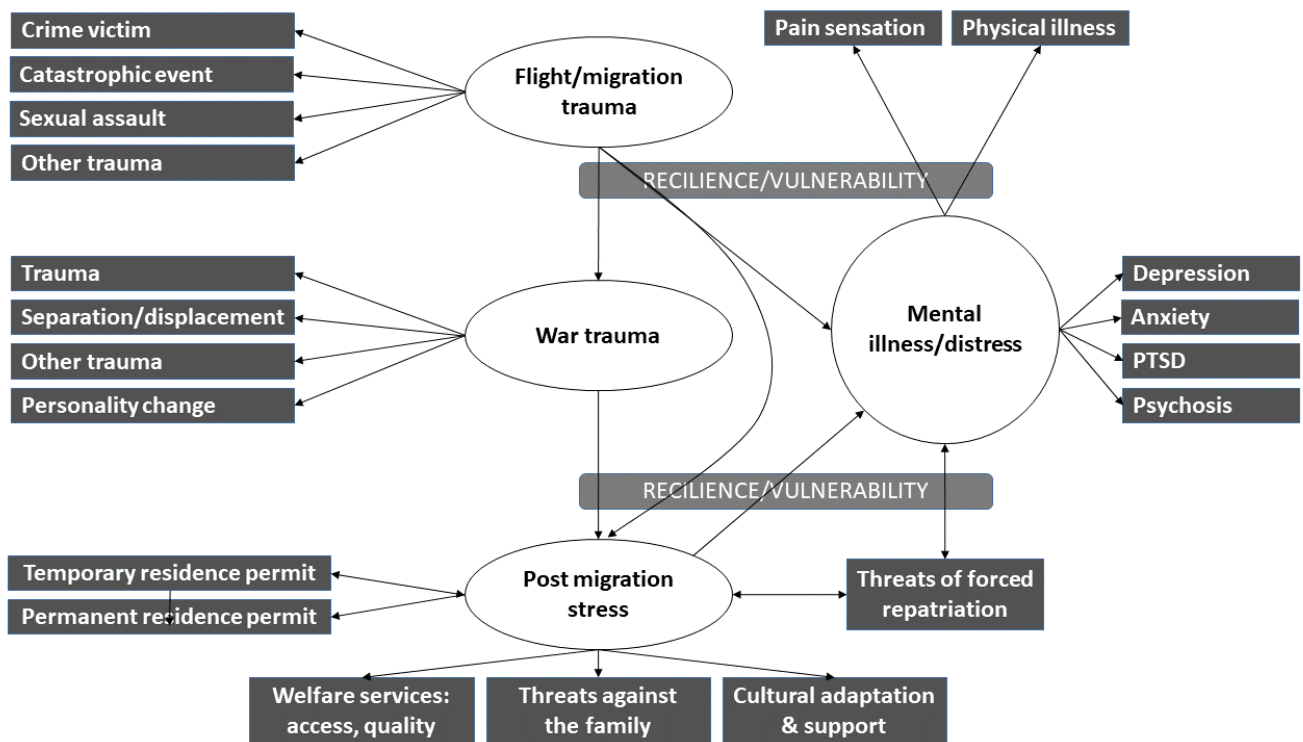 Crime victim
Catastrophic event
Sexual assault
Other trauma
Flight/migration
trauma
Pain sensation
Physical illness
RECILIENCE/VULNERABILITY
Trauma
Separation/displacement
Other trauma
Personality change
War trauma
Mental
illness/distress
Depression
Anxiety
PTSD
Psychosis
RECILIENCE/VULNERABILITY
Temporary residence permit
Permanent residence permit
Post migration
stress
Threats of forced
repatriation
Welfare services:
access, quality
Threats against
the family
Cultural adaptation
& support